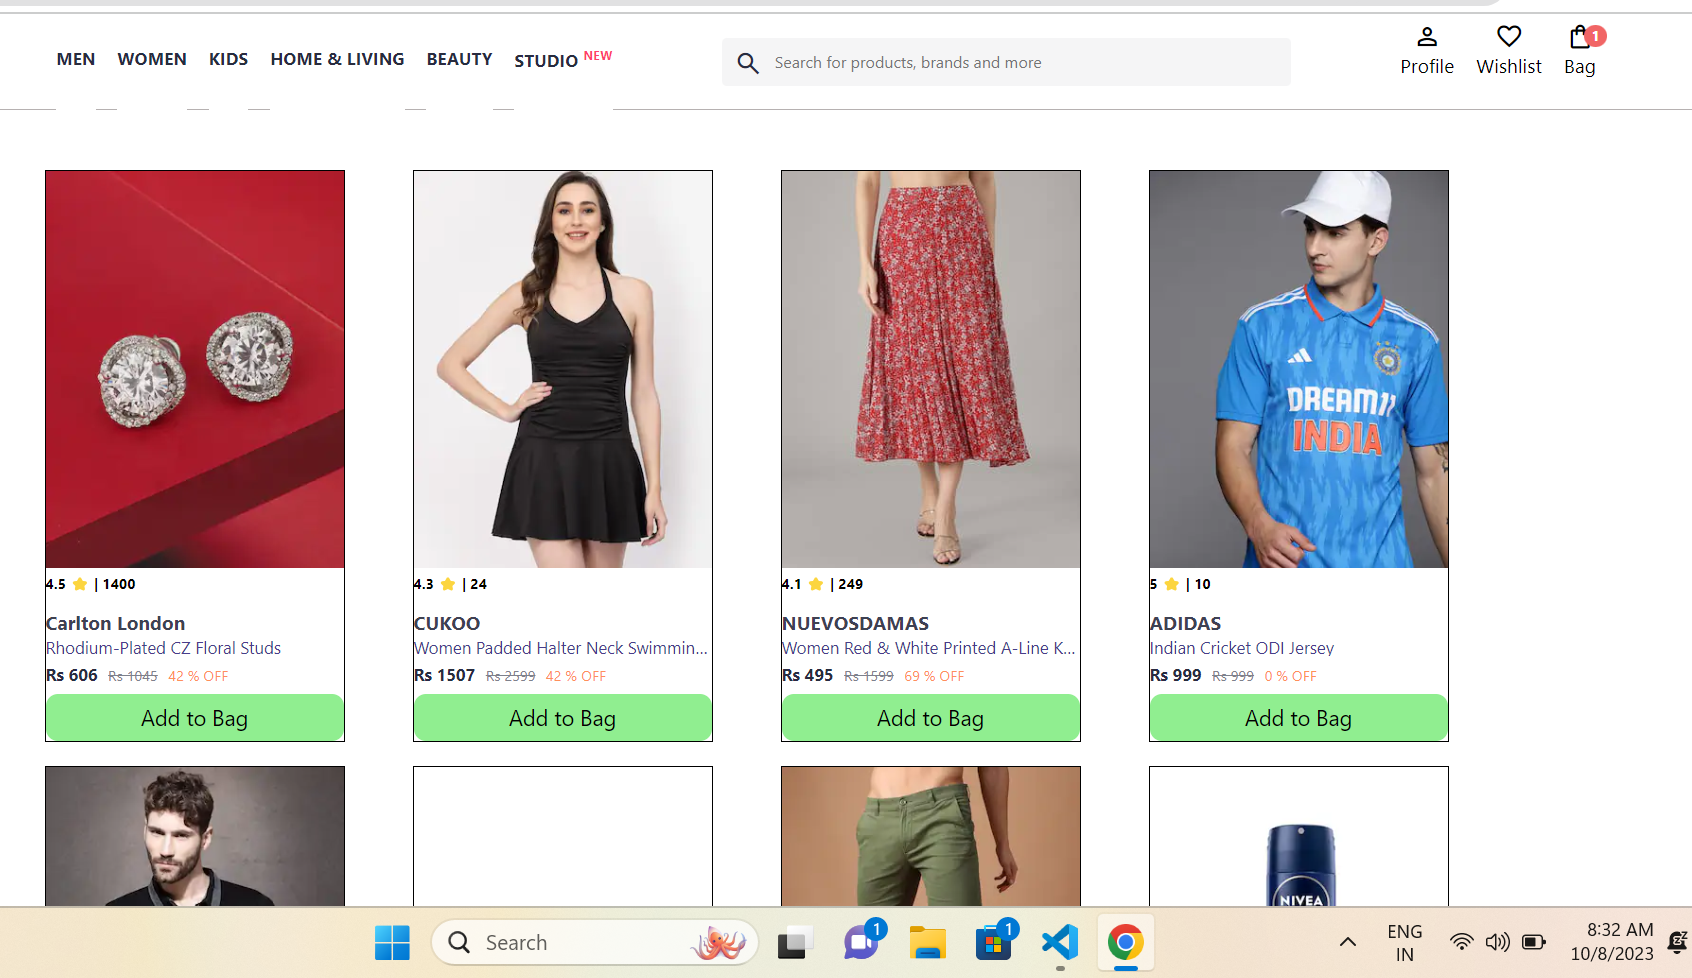 MEN WOMEN KIDS HOME & LIVING BEAUTY STUDIO NEW
Search for products, brands and more
1
Profile Wishlist Bag
DREAM11
INDIA
4.5 ⭐ | 1400
Carlton London
Rhodium-Plated CZ Floral Studs
Rs 606 Rs 1045 42 % OFF
Add to Bag
4.3 ⭐ | 24
CUKOO
Women Padded Halter Neck Swimmin...
Rs 1507 Rs 2599 42 % OFF
Add to Bag
4.1 ⭐ | 249
NUEVOSDAMAS
Women Red & White Printed A-Line K...
Rs 495 Rs 1599 69 % OFF
Add to Bag
5 ⭐ | 10
ADIDAS
Indian Cricket ODI Jersey
Rs 999 Rs 999 0 % OFF
Add to Bag
NIVEA
Search
1
1
ENG
IN
8:32 AM
10/8/2023